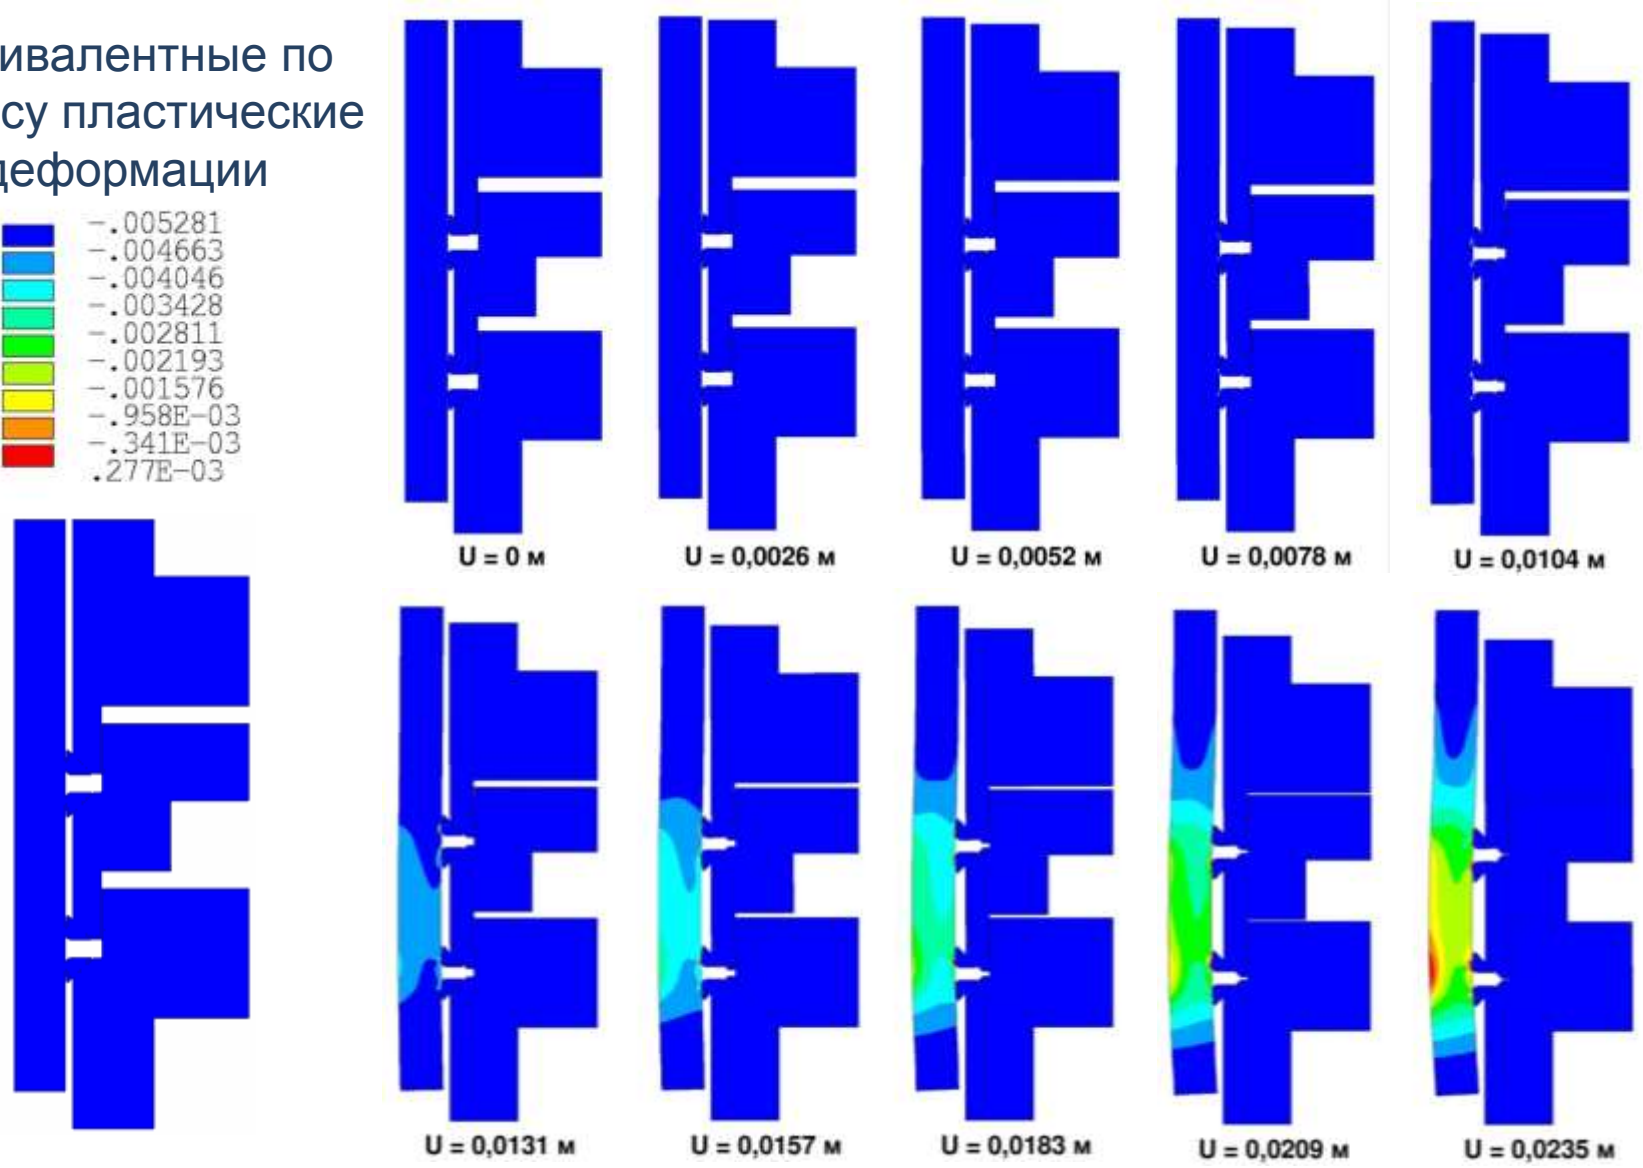 ивалентные по
су пластические
деформации
-.005281
-.004663
-.004046
-.003428
-.002811
-.002193
-.001576
-.958E-03
-.341E-03
.277E-03
U = 0 м
U = 0,0026 м
U = 0,0052 м
U = 0,0078 м
U = 0,0104 м
U = 0,0131 м
U = 0,0157 м
U = 0,0183 м
U = 0,0209 м
U = 0,0235 м